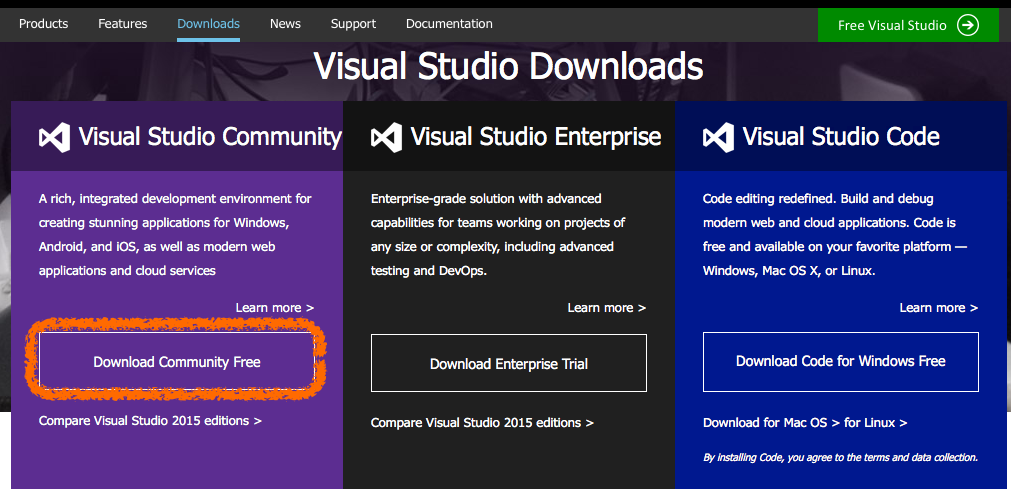 Products Features Downloads News Support Documentation Free Visual Studio
Visual Studio Downloads
Visual Studio Community
A rich, integrated development environment for
creating stunning applications for Windows,
Android, and iOS, as well as modern web
applications and cloud services
Learn more >
Download Community Free
Compare Visual Studio 2015 editions >
Visual Studio Enterprise
Enterprise-grade solution with advanced
capabilities for teams working on projects of
any size or complexity, including advanced
testing and DevOps.
Learn more >
Download Enterprise Trial
Compare Visual Studio 2015 editions >
Visual Studio Code
Code editing redefined. Build and debug
modern web and cloud applications. Code is
free and available on your favorite platform —
Windows, Mac OS X, or Linux.
Learn more >
Download Code for Windows Free
Download for Mac OS > for Linux >
By installing Code, you agree to the terms and data collection.